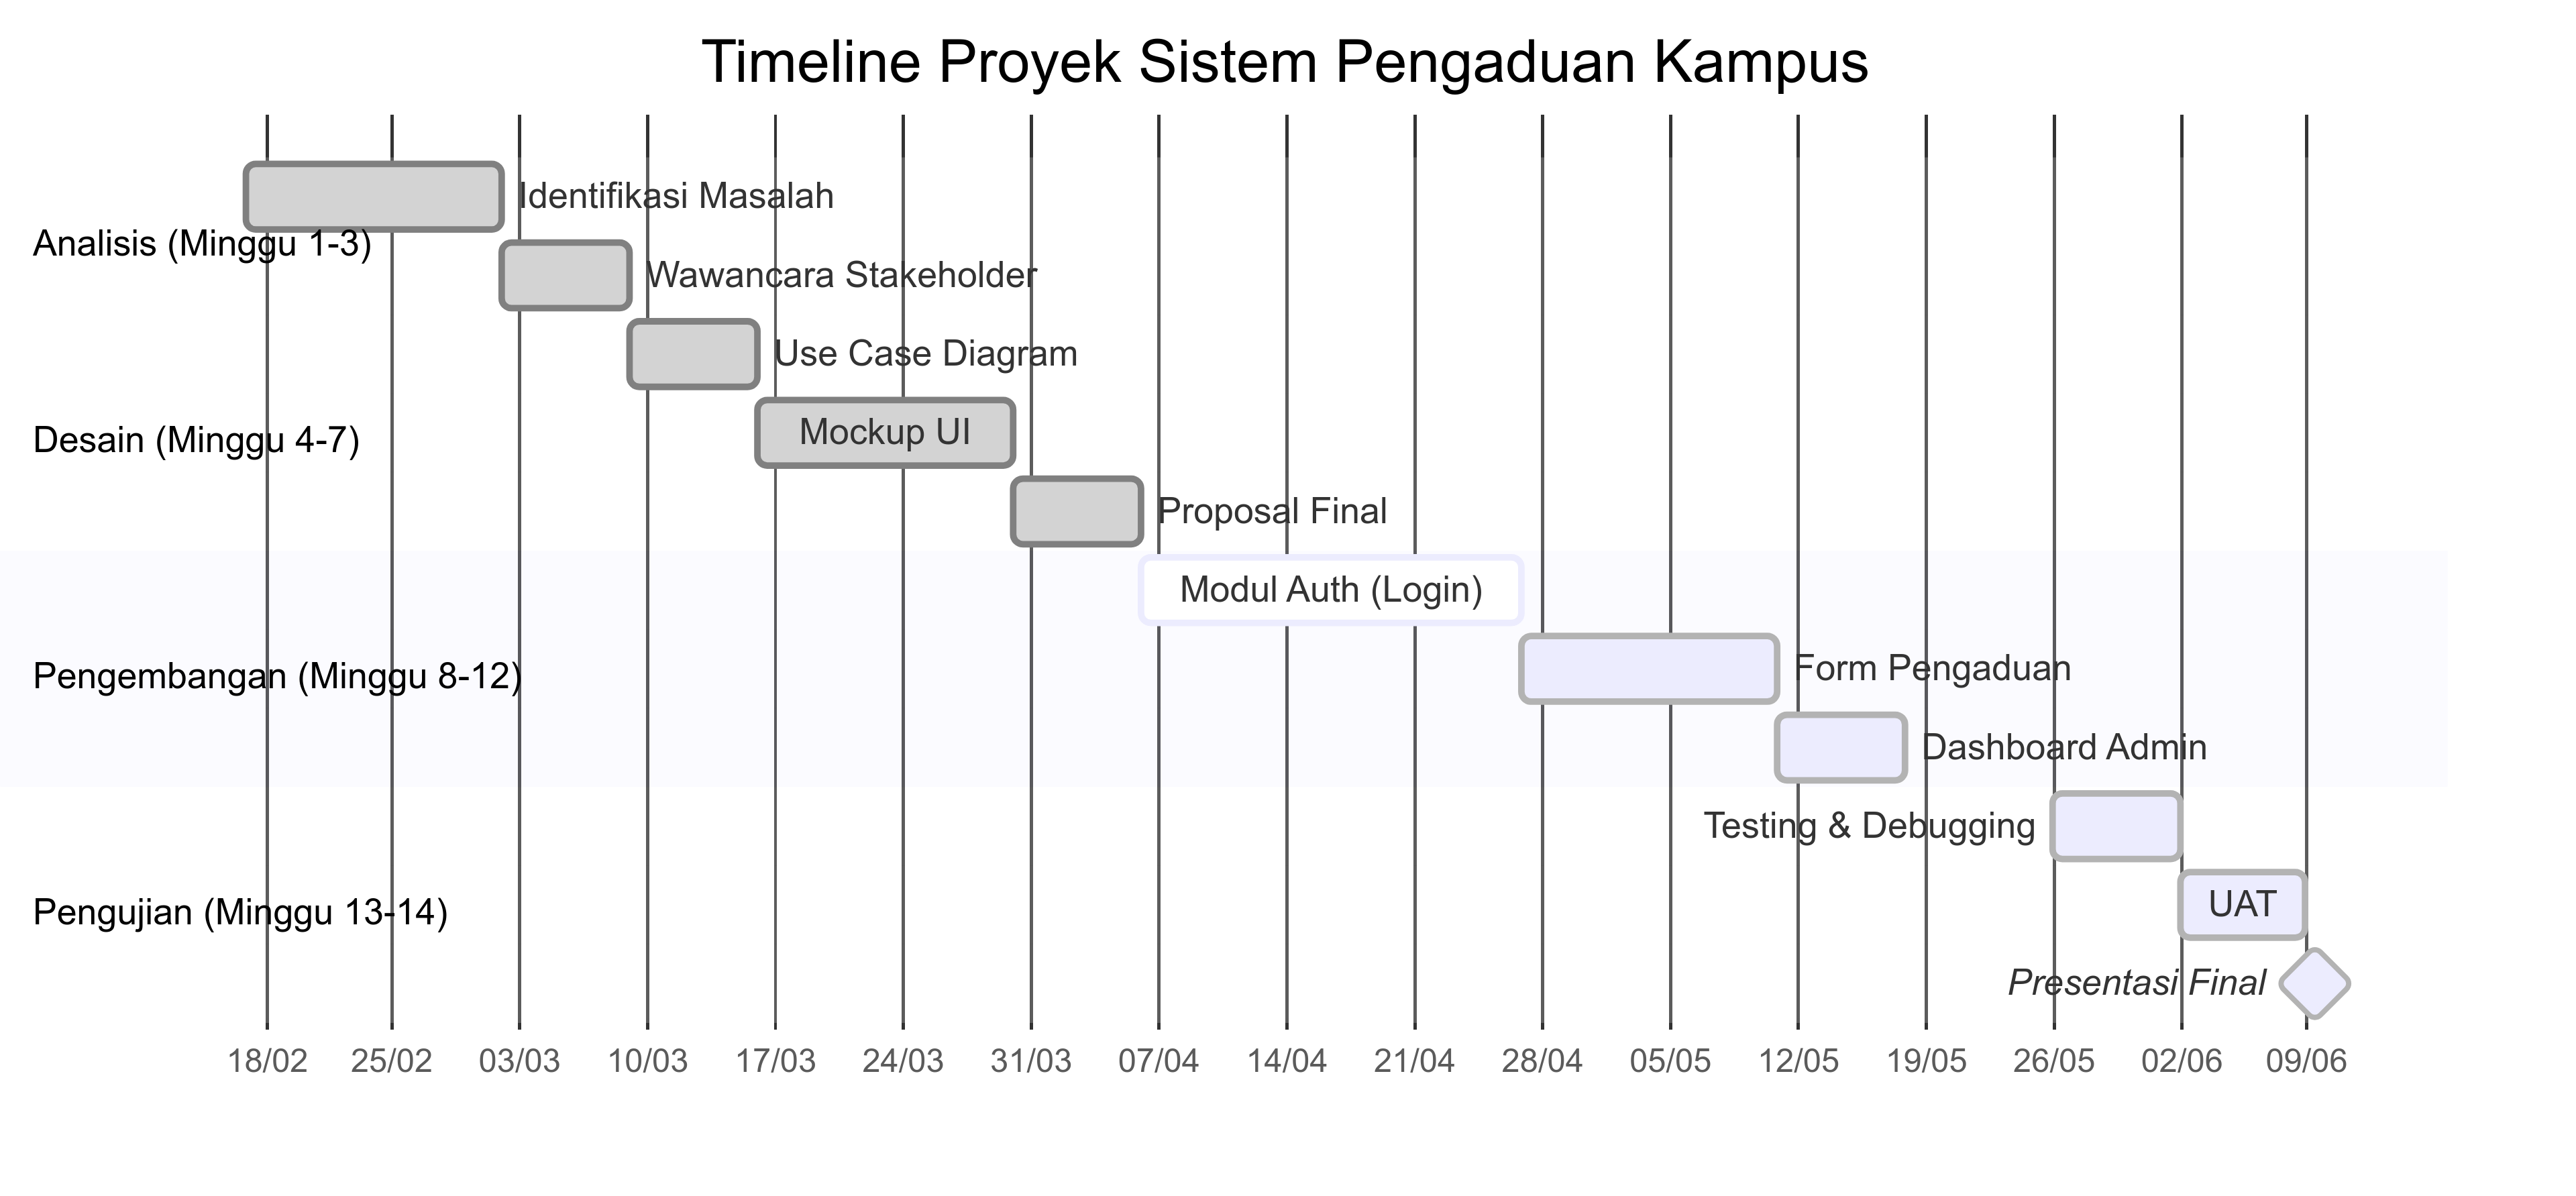 Timeline Proyek Sistem Pengaduan Kampus
Identifikasi Masalah
Analisis (Minggu 1-3)
Wawancara Stakeholder
Use Case Diagram
Mockup UI
Desain (Minggu 4-7)
Proposal Final
Modul Auth (Login)
Form Pengaduan
Pengembangan (Minggu 8-12)
Dashboard Admin
Testing & Debugging
UAT
Pengujian (Minggu 13-14)
Presentasi Final
18/02 25/02 03/03 10/03 17/03 24/03 31/03 07/04 14/04 21/04 28/04 05/05 12/05 19/05 26/05 02/06 09/06